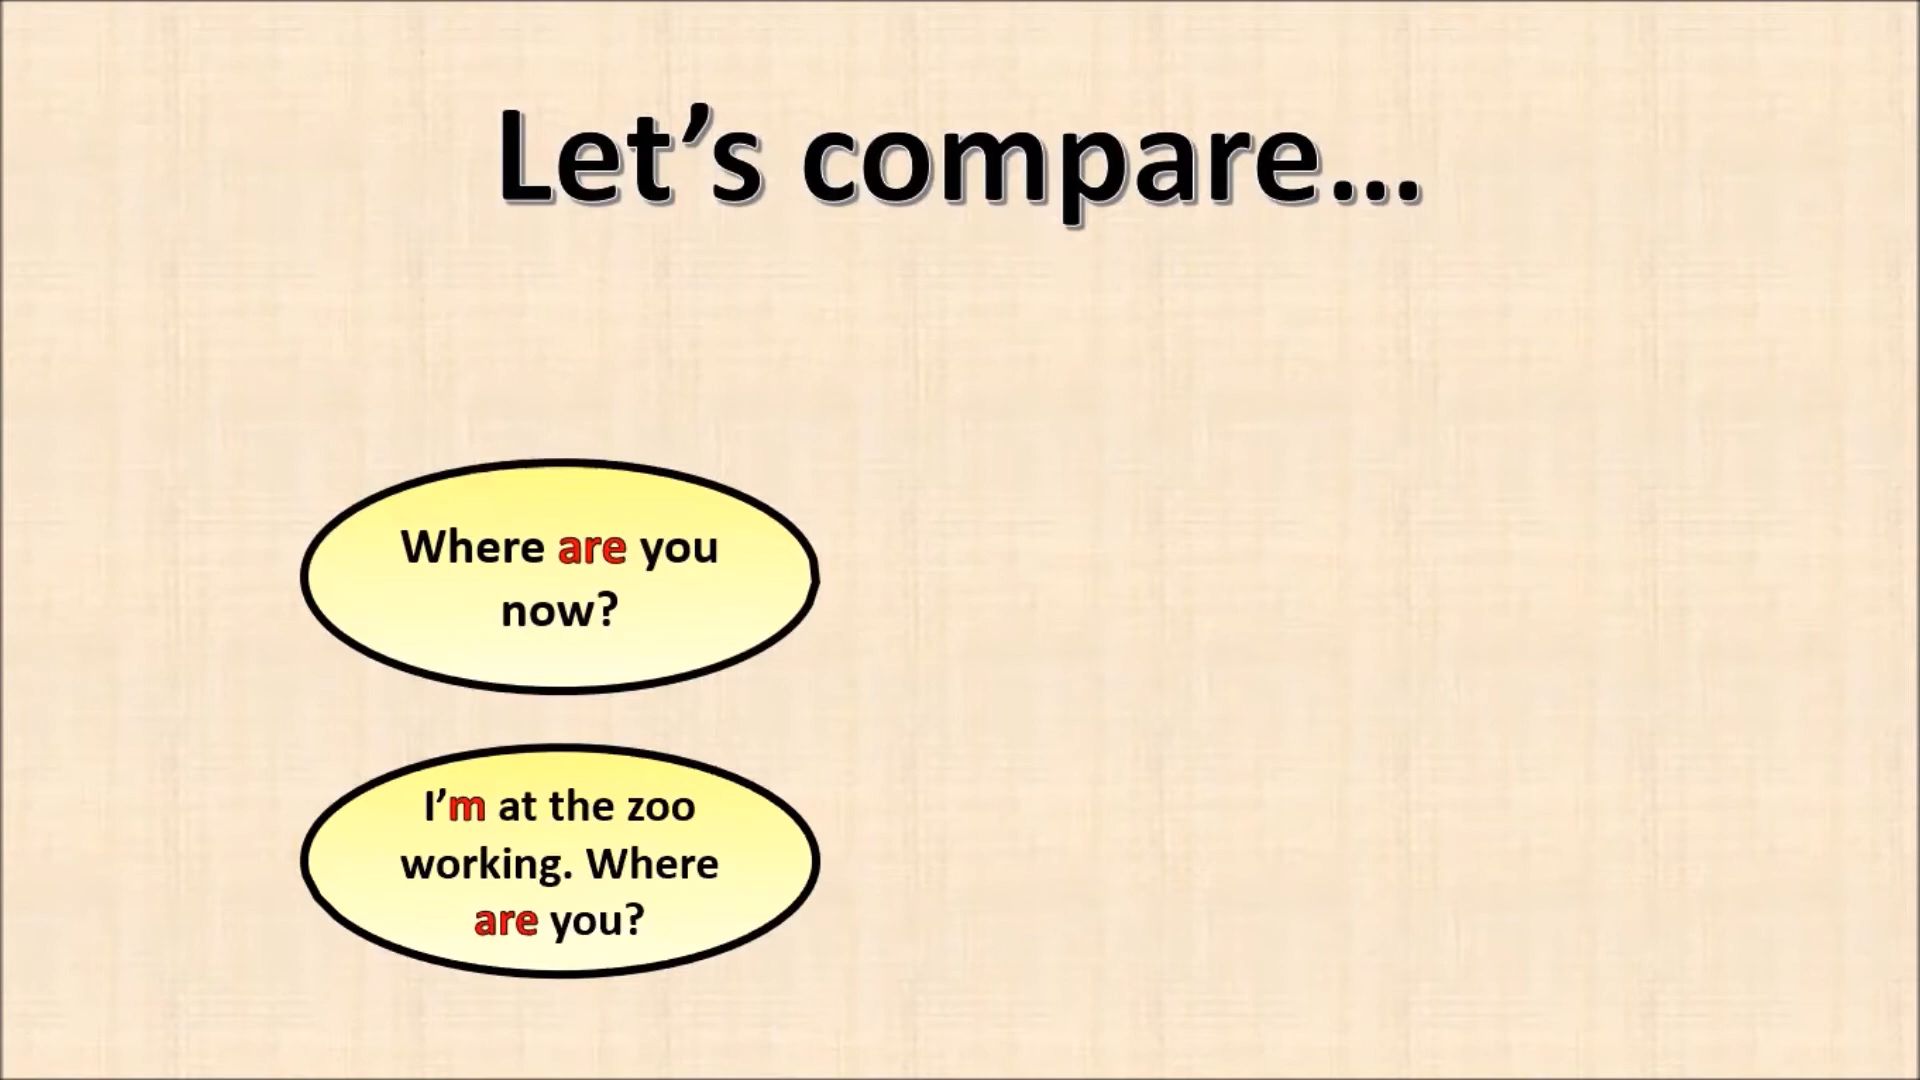 Let’s compare...
Where are you
now?
I’m at the zoo
working. Where
are you?